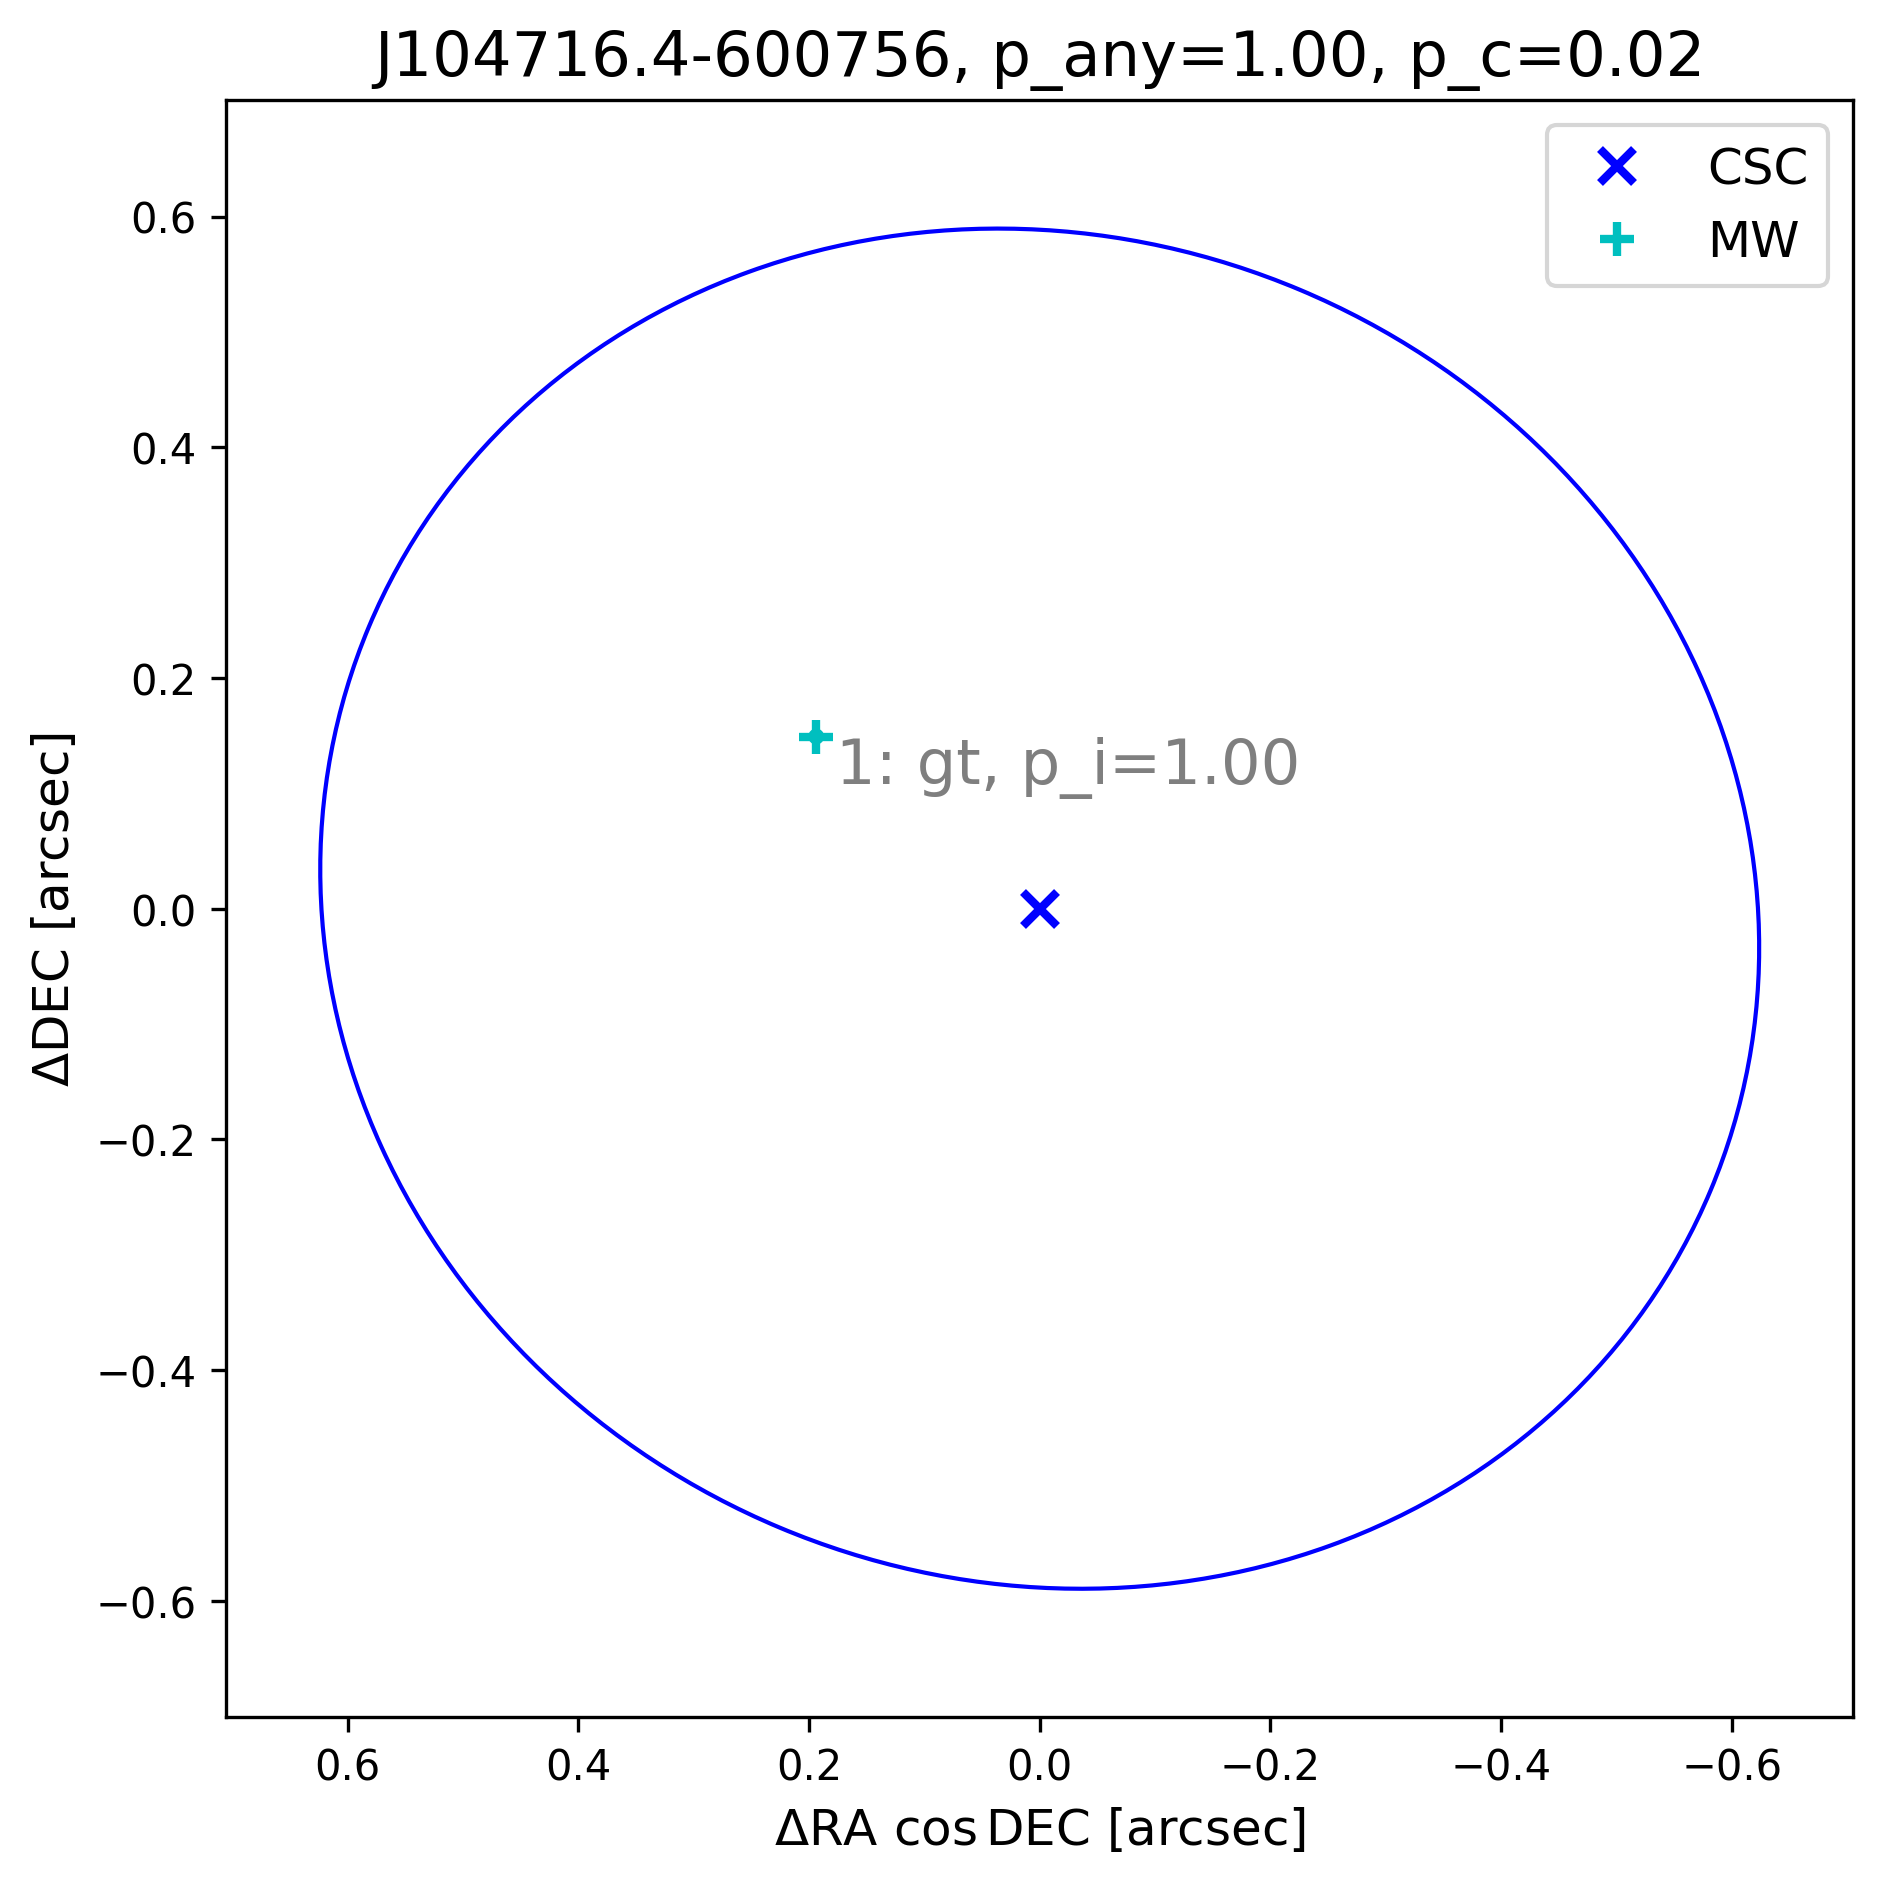 J104716.4-600756, p_any=1.00, p_c=0.02
CSC
MW
0.6
0.4
0.2
0.0
−0.2
−0.4
−0.6
ΔDEC [arcsec]
1: gt, p_i=1.00
0.6 0.4 0.2 0.0 −0.2 −0.4 −0.6
ΔRA cos DEC [arcsec]